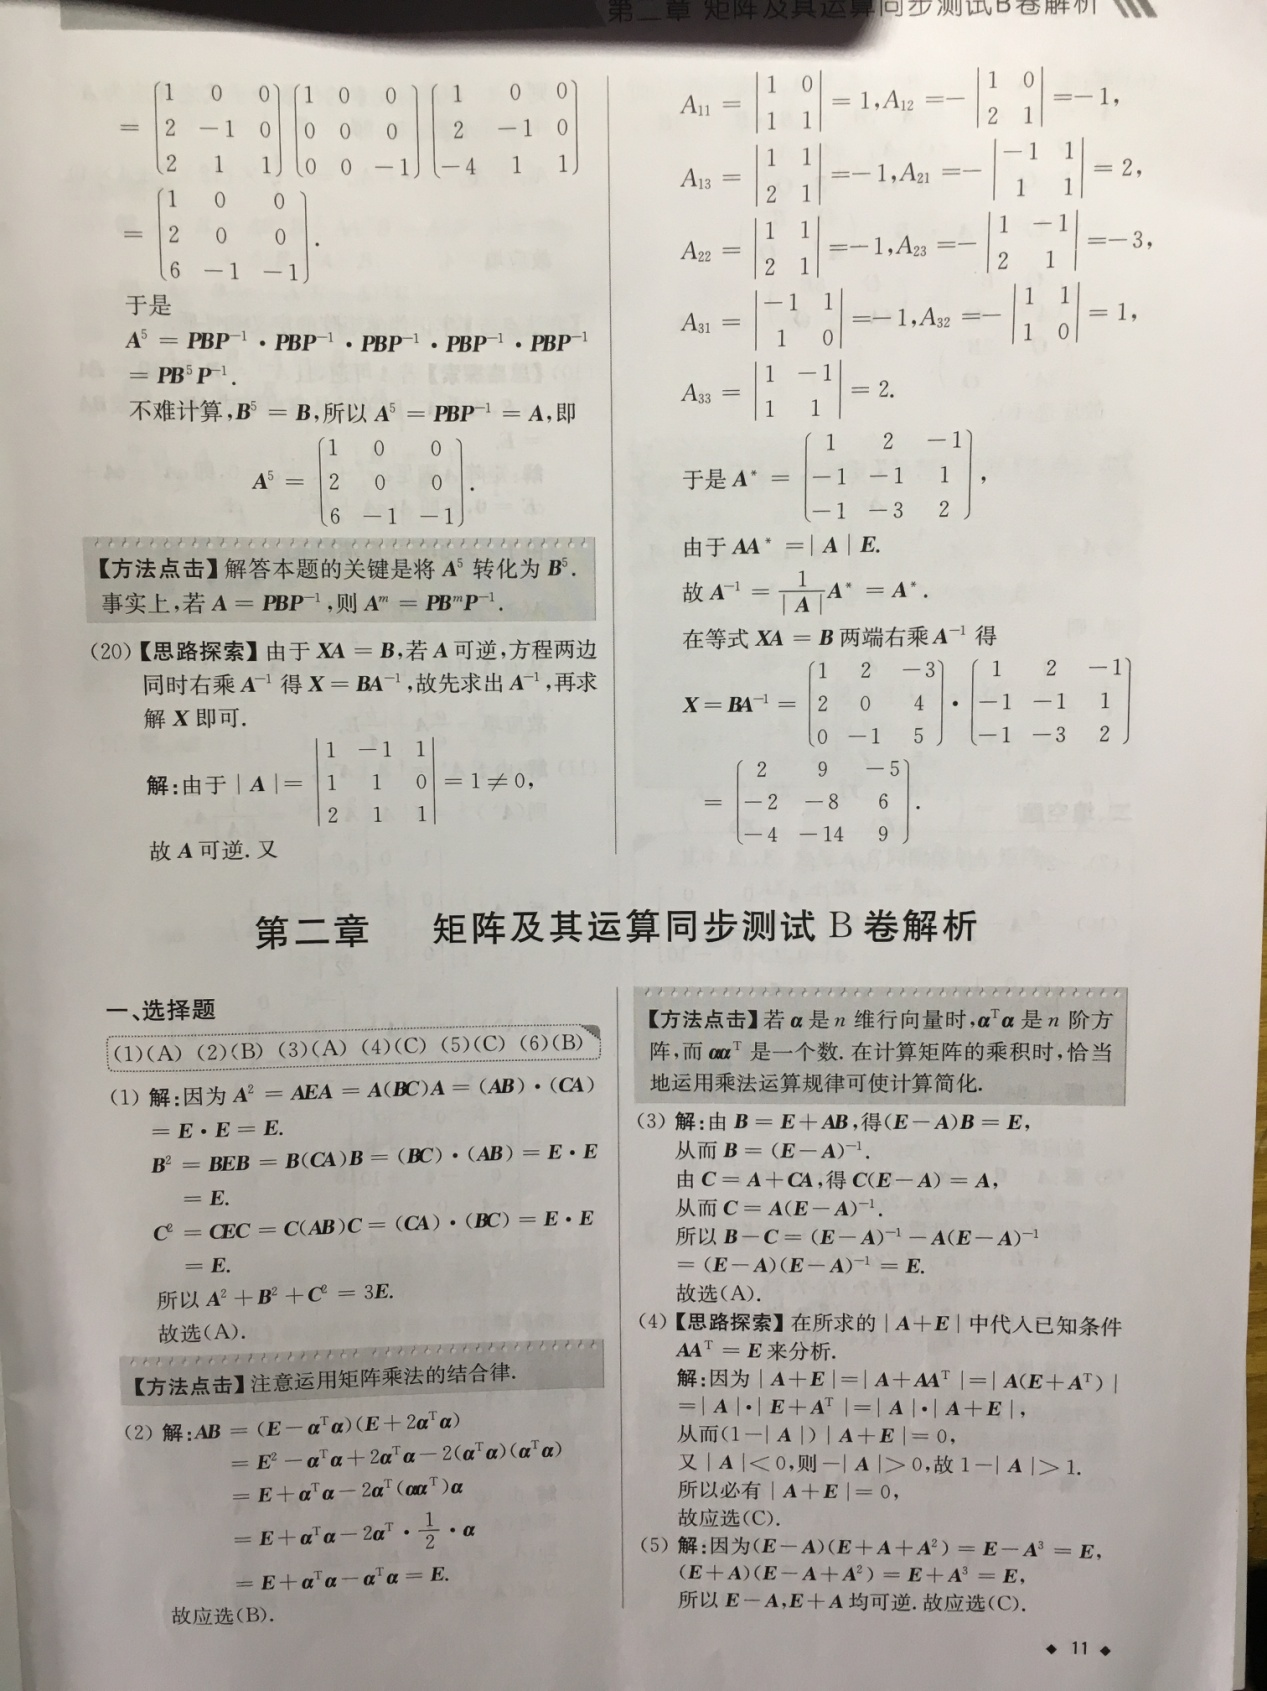 第二章 矩阵及其运算同步测试B卷解析
= (1 0 0; 2 -1 0; 2 1 1)(1 0 0; 0 0 0; 0 0 -1)(1 0 0; 2 -1 0; -4 1 1)
= (1 0 0; 2 0 0; 6 -1 -1).
于是
A⁵ = PBP⁻¹·PBP⁻¹·PBP⁻¹·PBP⁻¹·PBP⁻¹
= PB⁵P⁻¹.
不难计算,B⁵ = B,所以 A⁵ = PBP⁻¹ = A,即
A⁵ = (1 0 0; 2 0 0; 6 -1 -1).
【方法点击】解答本题的关键是将 A⁵ 转化为 B⁵.
事实上,若 A = PBP⁻¹,则 Aᵐ = PBᵐP⁻¹.
(20)【思路探索】由于 XA = B,若 A 可逆,方程两边
同时右乘 A⁻¹ 得 X = BA⁻¹,故先求出 A⁻¹,再求
解 X 即可.
解:由于|A|= |1 -1 1; 1 1 0; 2 1 1| = 1≠0,
故 A 可逆.又
A₁₁ = |1 0; 1 1| = 1,A₁₂ =- |1 0; 2 1| =-1,
A₁₃ = |1 1; 2 1| =-1,A₂₁ =- |-1 1; 1 1| = 2,
A₂₂ = |1 1; 2 1| =-1,A₂₃ =- |1 -1; 2 1| =-3,
A₃₁ = |-1 1; 1 0| =-1,A₃₂ =- |1 1; 1 0| = 1,
A₃₃ = |1 -1; 1 1| = 2.
于是 A* = (1 2 -1; -1 -1 1; -1 -3 2),
由于 AA* =|A|E.
故 A⁻¹ = 1/|A| A* = A*.
在等式 XA = B 两端右乘 A⁻¹ 得
X = BA⁻¹ = (1 2 -3; 2 0 4; 0 -1 5)·(1 2 -1; -1 -1 1; -1 -3 2)
= (2 9 -5; -2 -8 6; -4 -14 9).
第二章 矩阵及其运算同步测试 B 卷解析
一、选择题
(1)(A) (2)(B) (3)(A) (4)(C) (5)(C) (6)(B)
(1) 解:因为 A² = AEA = A(BC)A = (AB)·(CA)
= E·E = E.
B² = BEB = B(CA)B = (BC)·(AB) = E·E
= E.
C² = CEC = C(AB)C = (CA)·(BC) = E·E
= E.
所以 A²+B²+C² = 3E.
故选(A).
【方法点击】注意运用矩阵乘法的结合律.
(2) 解:AB = (E-αᵀα)(E+2αᵀα)
= E²-αᵀα+2αᵀα-2(αᵀα)(αᵀα)
= E+αᵀα-2αᵀ(ααᵀ)α
= E+αᵀα-2αᵀ·1/2·α
= E+αᵀα-αᵀα = E.
故应选(B).
【方法点击】若 α 是 n 维行向量时,αᵀα 是 n 阶方
阵,而 ααᵀ 是一个数.在计算矩阵的乘积时,恰当
地运用乘法运算规律可使计算简化.
(3) 解:由 B = E+AB,得(E-A)B = E,
从而 B = (E-A)⁻¹.
由 C = A+CA,得 C(E-A) = A,
从而 C = A(E-A)⁻¹.
所以 B-C = (E-A)⁻¹-A(E-A)⁻¹
= (E-A)(E-A)⁻¹ = E.
故选(A).
(4)【思路探索】在所求的|A+E|中代入已知条件
AAᵀ = E 来分析.
解:因为|A+E|=|A+AAᵀ|=|A(E+Aᵀ)|
=|A|·|E+Aᵀ|=|A|·|A+E|,
从而(1-|A|)|A+E|= 0,
又|A|<0,则-|A|>0,故 1-|A|>1.
所以必有|A+E|= 0,
故应选(C).
(5) 解:因为(E-A)(E+A+A²) = E-A³ = E,
(E+A)(E-A+A²) = E+A³ = E,
所以 E-A,E+A 均可逆.故应选(C).
◆ 11 ◆